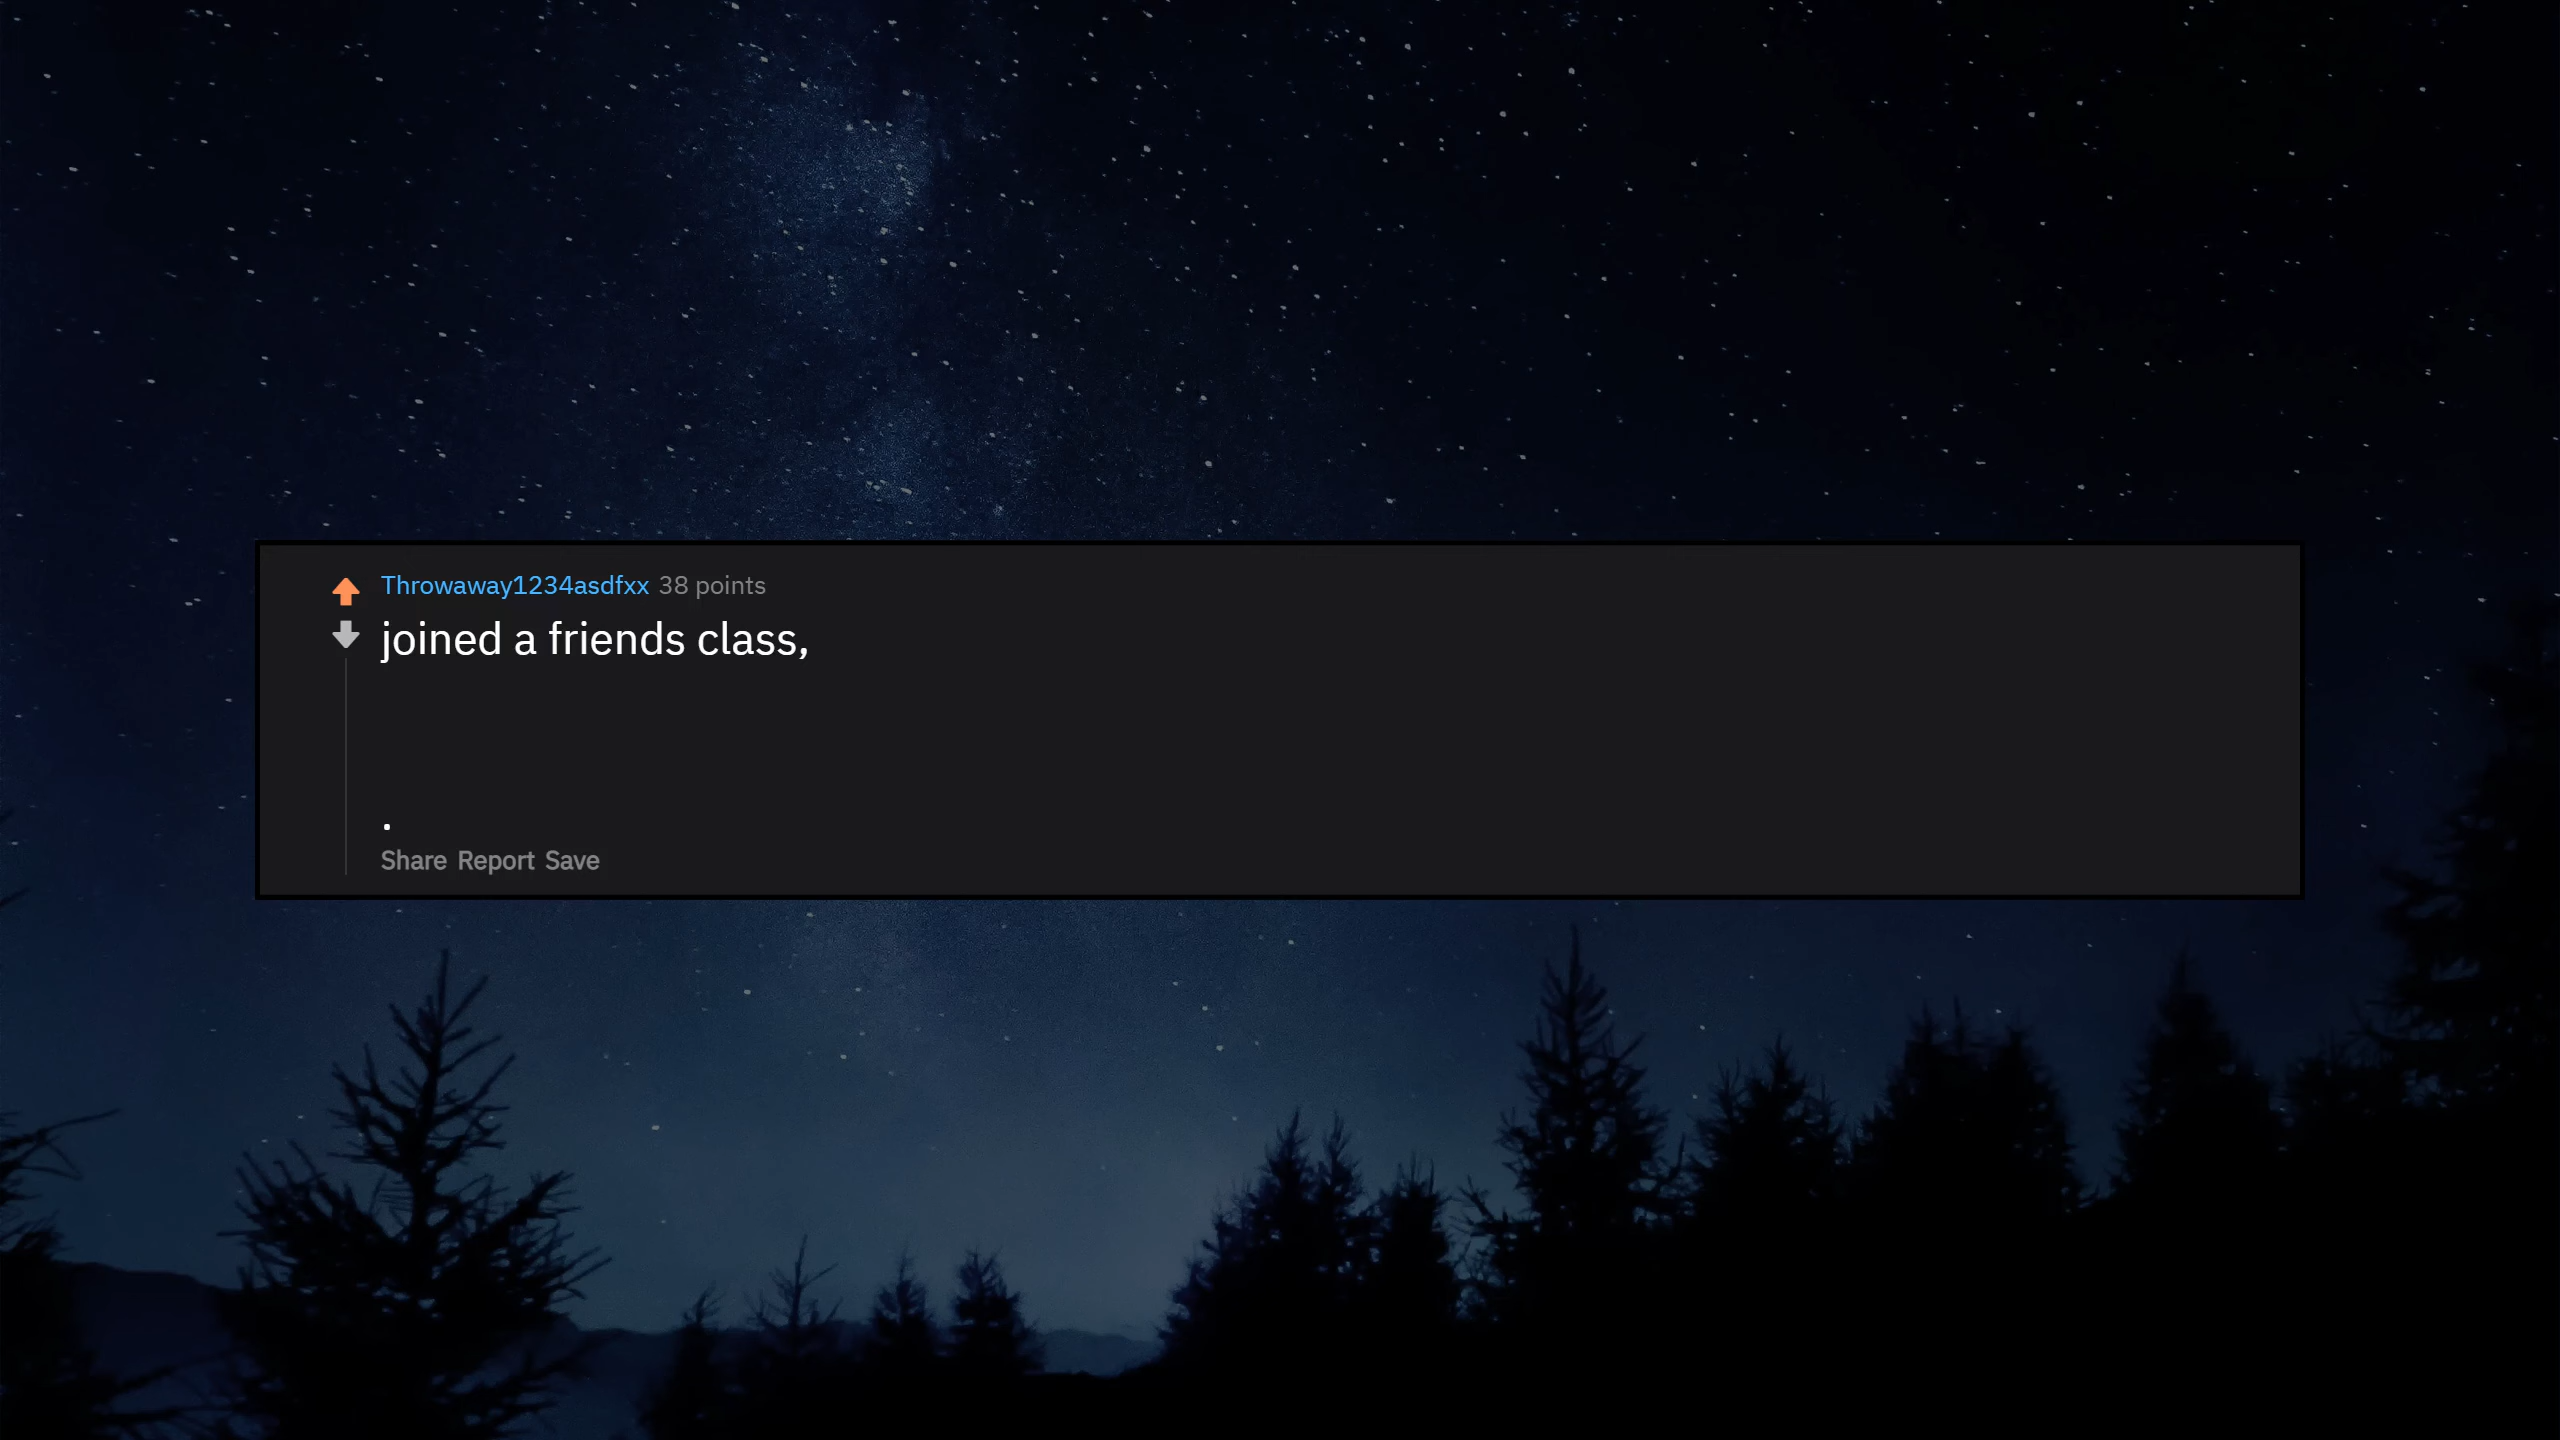 Throwaway1234asdfxx 38 points
joined a friends class,
.
Share Report Save